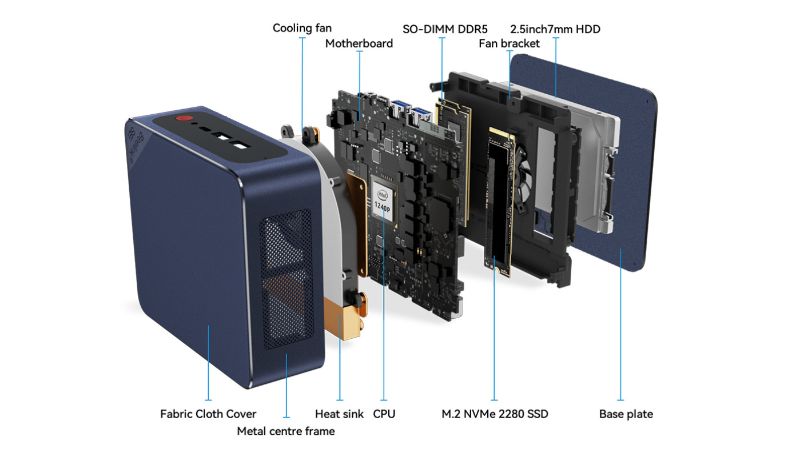 Cooling fan
Motherboard
SO-DIMM DDR5
Fan bracket
2.5inch7mm HDD
intel
1240P
Fabric Cloth Cover
Metal centre frame
Heat sink
CPU
M.2 NVMe 2280 SSD
Base plate